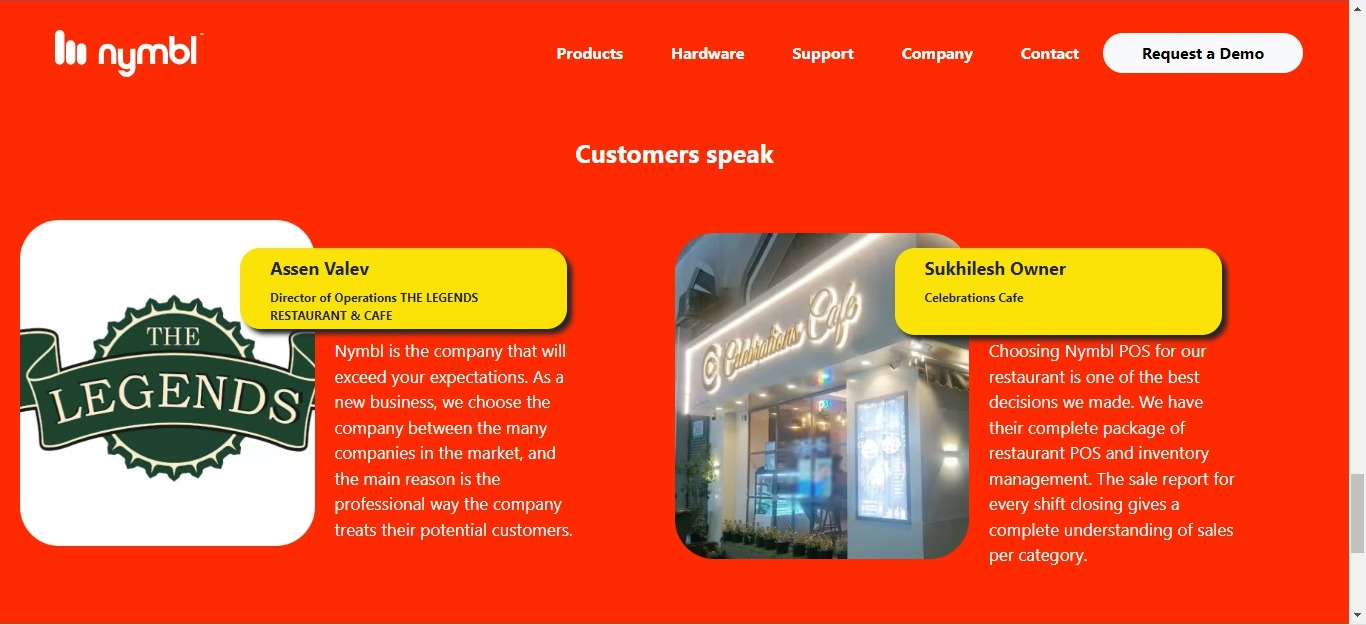 nymbl
Products
Hardware
Support
Company
Contact
Request a Demo
Customers speak
THE
LEGENDS
Assen Valev
Director of Operations THE LEGENDS
RESTAURANT & CAFE
Nymbl is the company that will
exceed your expectations. As a
new business, we choose the
company between the many
companies in the market, and
the main reason is the
professional way the company
treats their potential customers.
Celebrations Cafe
Sukhilesh Owner
Celebrations Cafe
Choosing Nymbl POS for our
restaurant is one of the best
decisions we made. We have
their complete package of
restaurant POS and inventory
management. The sale report for
every shift closing gives a
complete understanding of sales
per category.